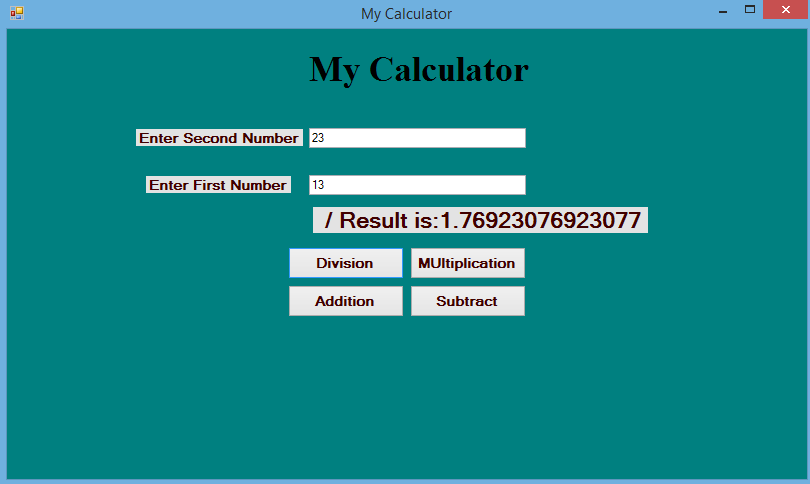 My Calculator
My Calculator
Enter Second Number 23
Enter First Number 13
/ Result is:1.76923076923077
Division MUltiplication
Addition Subtract